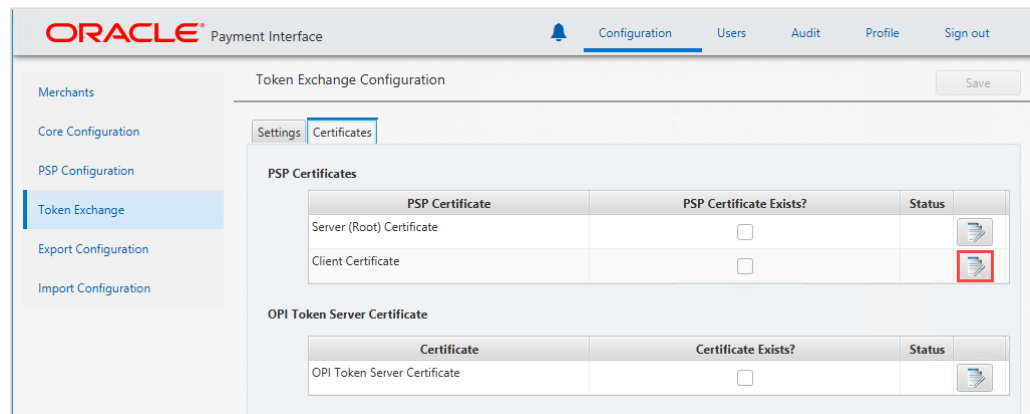 ORACLE® Payment Interface
Configuration Users Audit Profile Sign out
Merchants
Core Configuration
PSP Configuration
Token Exchange
Export Configuration
Import Configuration
Token Exchange Configuration
Save
Settings Certificates
PSP Certificates
PSP Certificate PSP Certificate Exists? Status
Server (Root) Certificate
Client Certificate
OPI Token Server Certificate
Certificate Certificate Exists? Status
OPI Token Server Certificate